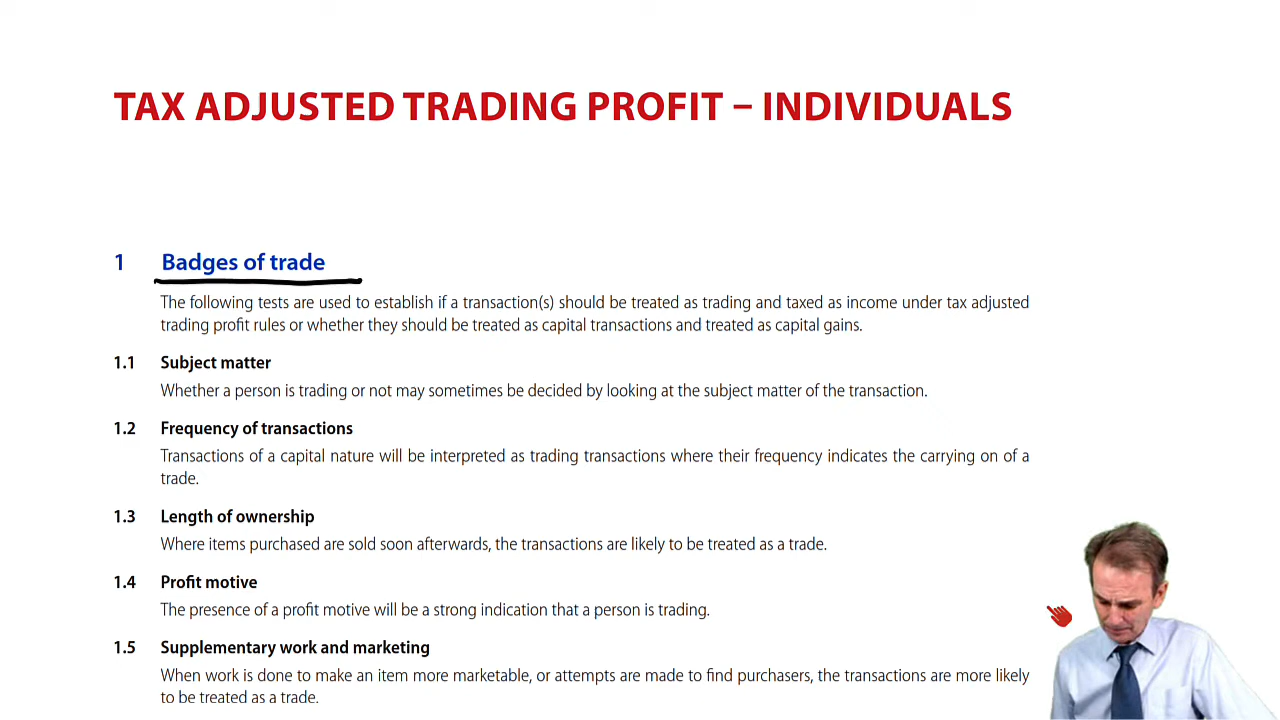 TAX ADJUSTED TRADING PROFIT – INDIVIDUALS
1 Badges of trade
The following tests are used to establish if a transaction(s) should be treated as trading and taxed as income under tax adjusted
trading profit rules or whether they should be treated as capital transactions and treated as capital gains.
1.1 Subject matter
Whether a person is trading or not may sometimes be decided by looking at the subject matter of the transaction.
1.2 Frequency of transactions
Transactions of a capital nature will be interpreted as trading transactions where their frequency indicates the carrying on of a
trade.
1.3 Length of ownership
Where items purchased are sold soon afterwards, the transactions are likely to be treated as a trade.
1.4 Profit motive
The presence of a profit motive will be a strong indication that a person is trading.
1.5 Supplementary work and marketing
When work is done to make an item more marketable, or attempts are made to find purchasers, the transactions are more likely
to be treated as a trade.